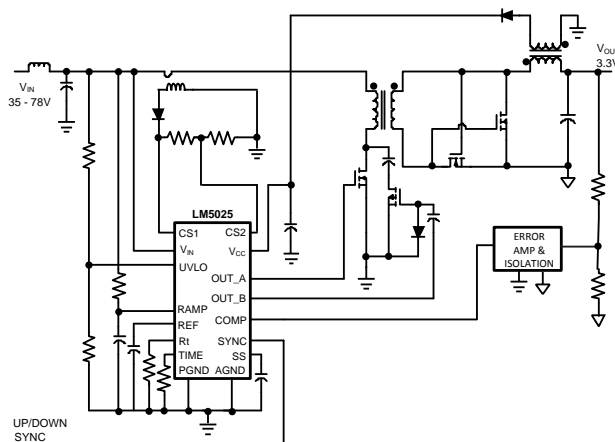 V_OUT
3.3V
V_IN
35 - 78V
LM5025
CS1
CS2
V_IN
V_CC
UVLO
OUT_A
OUT_B
RAMP
REF
COMP
Rt
SYNC
TIME
SS
PGND
AGND
ERROR
AMP &
ISOLATION
UP/DOWN
SYNC